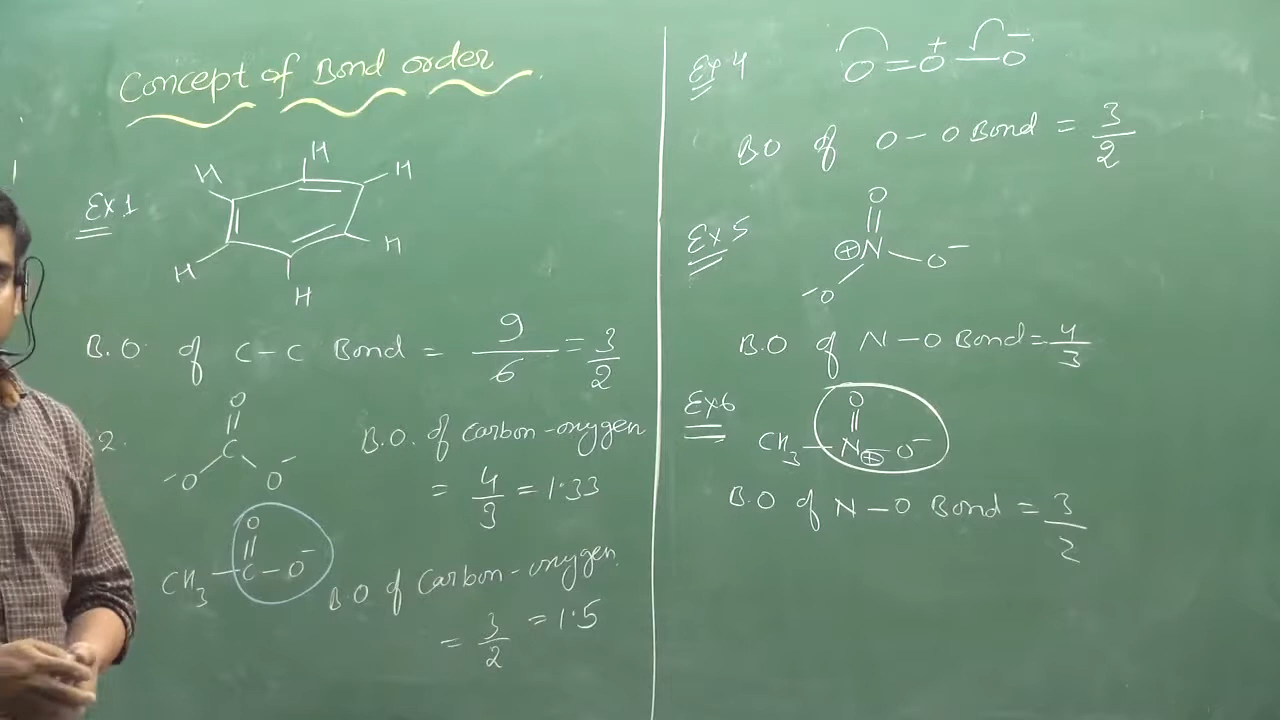 Concept of Bond order
Ex 1
H
H
H
H
H
H
B.O. of C-C Bond = 9/6 = 3/2
2.
O
C
-O O-
B.O. of carbon-oxygen
= 4/3 = 1.33
O
CH3-C-O-
B.O of Carbon-oxygen
= 3/2 = 1.5
Ex 4
O=O+-O-
B.O of O-O Bond = 3/2
Ex 5
O
⊕N O-
-O
B.O of N-O Bond = 4/3
Ex 6
O
CH3-N⊕-O-
B.O of N-O Bond = 3/2